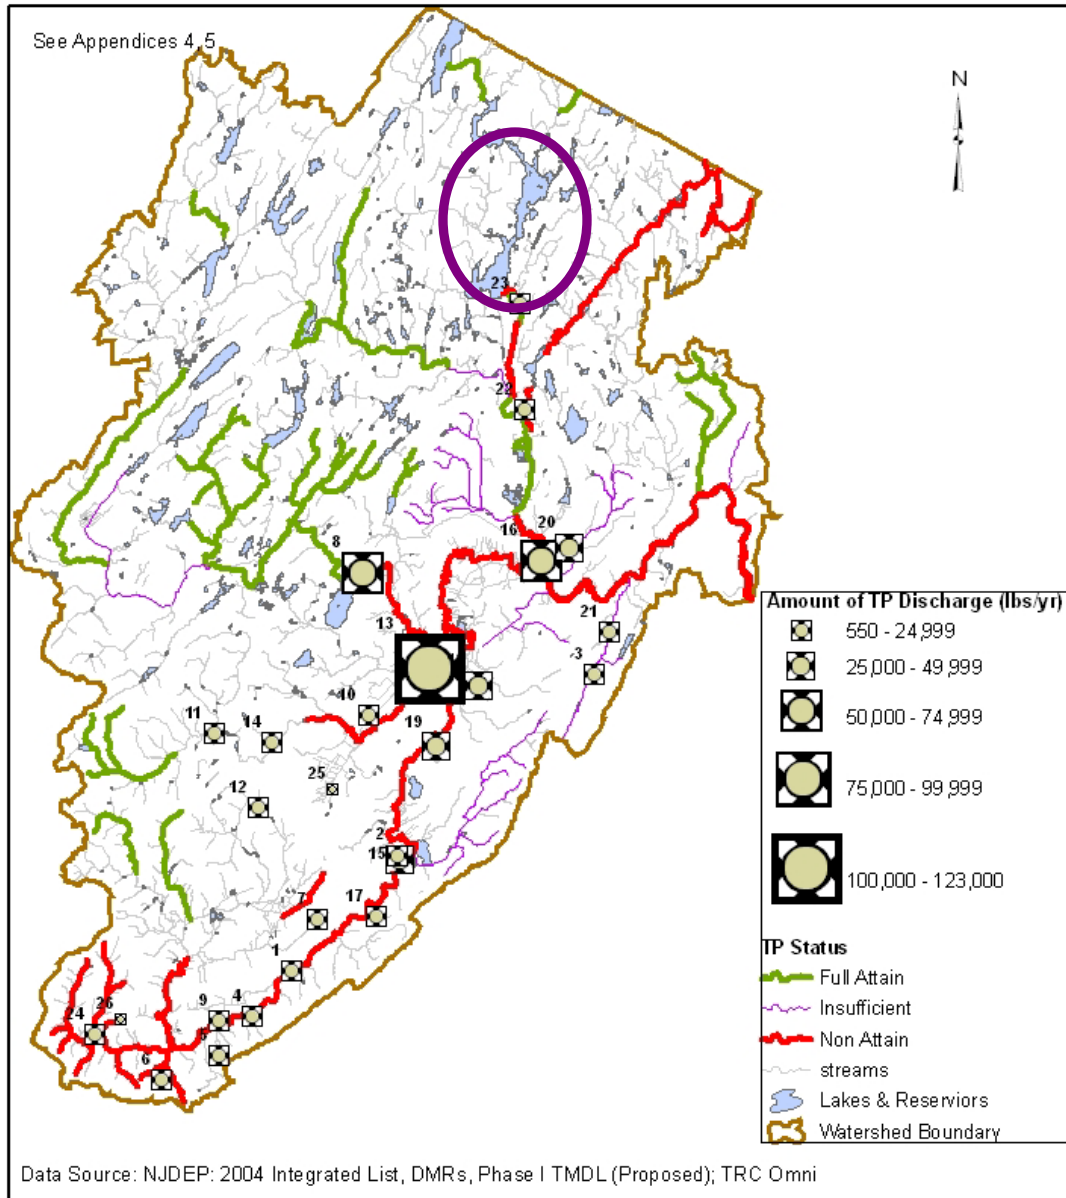 See Appendices 4,5
N
23
22
16
20
8
13
21
3
10
19
11
14
25
12
2
15
17
7
1
26
24
9
4
5
6
Amount of TP Discharge (lbs/yr)
550 - 24,999
25,000 - 49,999
50,000 - 74,999
75,000 - 99,999
100,000 - 123,000
TP Status
Full Attain
Insufficient
Non Attain
streams
Lakes & Reserviors
Watershed Boundary
Data Source: NJDEP: 2004 Integrated List, DMRs, Phase I TMDL (Proposed); TRC Omni